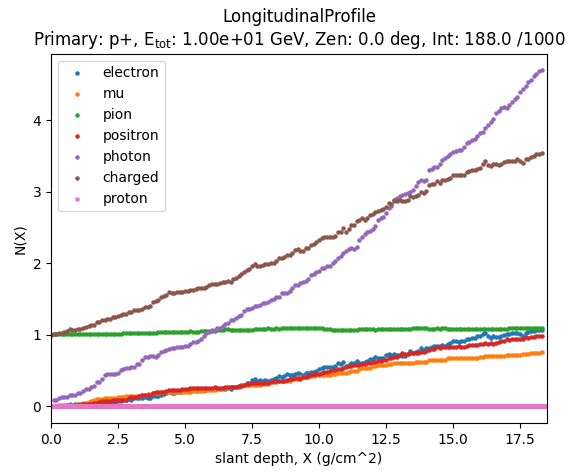 LongitudinalProfile
Primary: p+, E_tot: 1.00e+01 GeV, Zen: 0.0 deg, Int: 188.0 /1000
electron
mu
pion
positron
photon
charged
proton
N(X)
4
3
2
1
0
0.0 2.5 5.0 7.5 10.0 12.5 15.0 17.5
slant depth, X (g/cm^2)